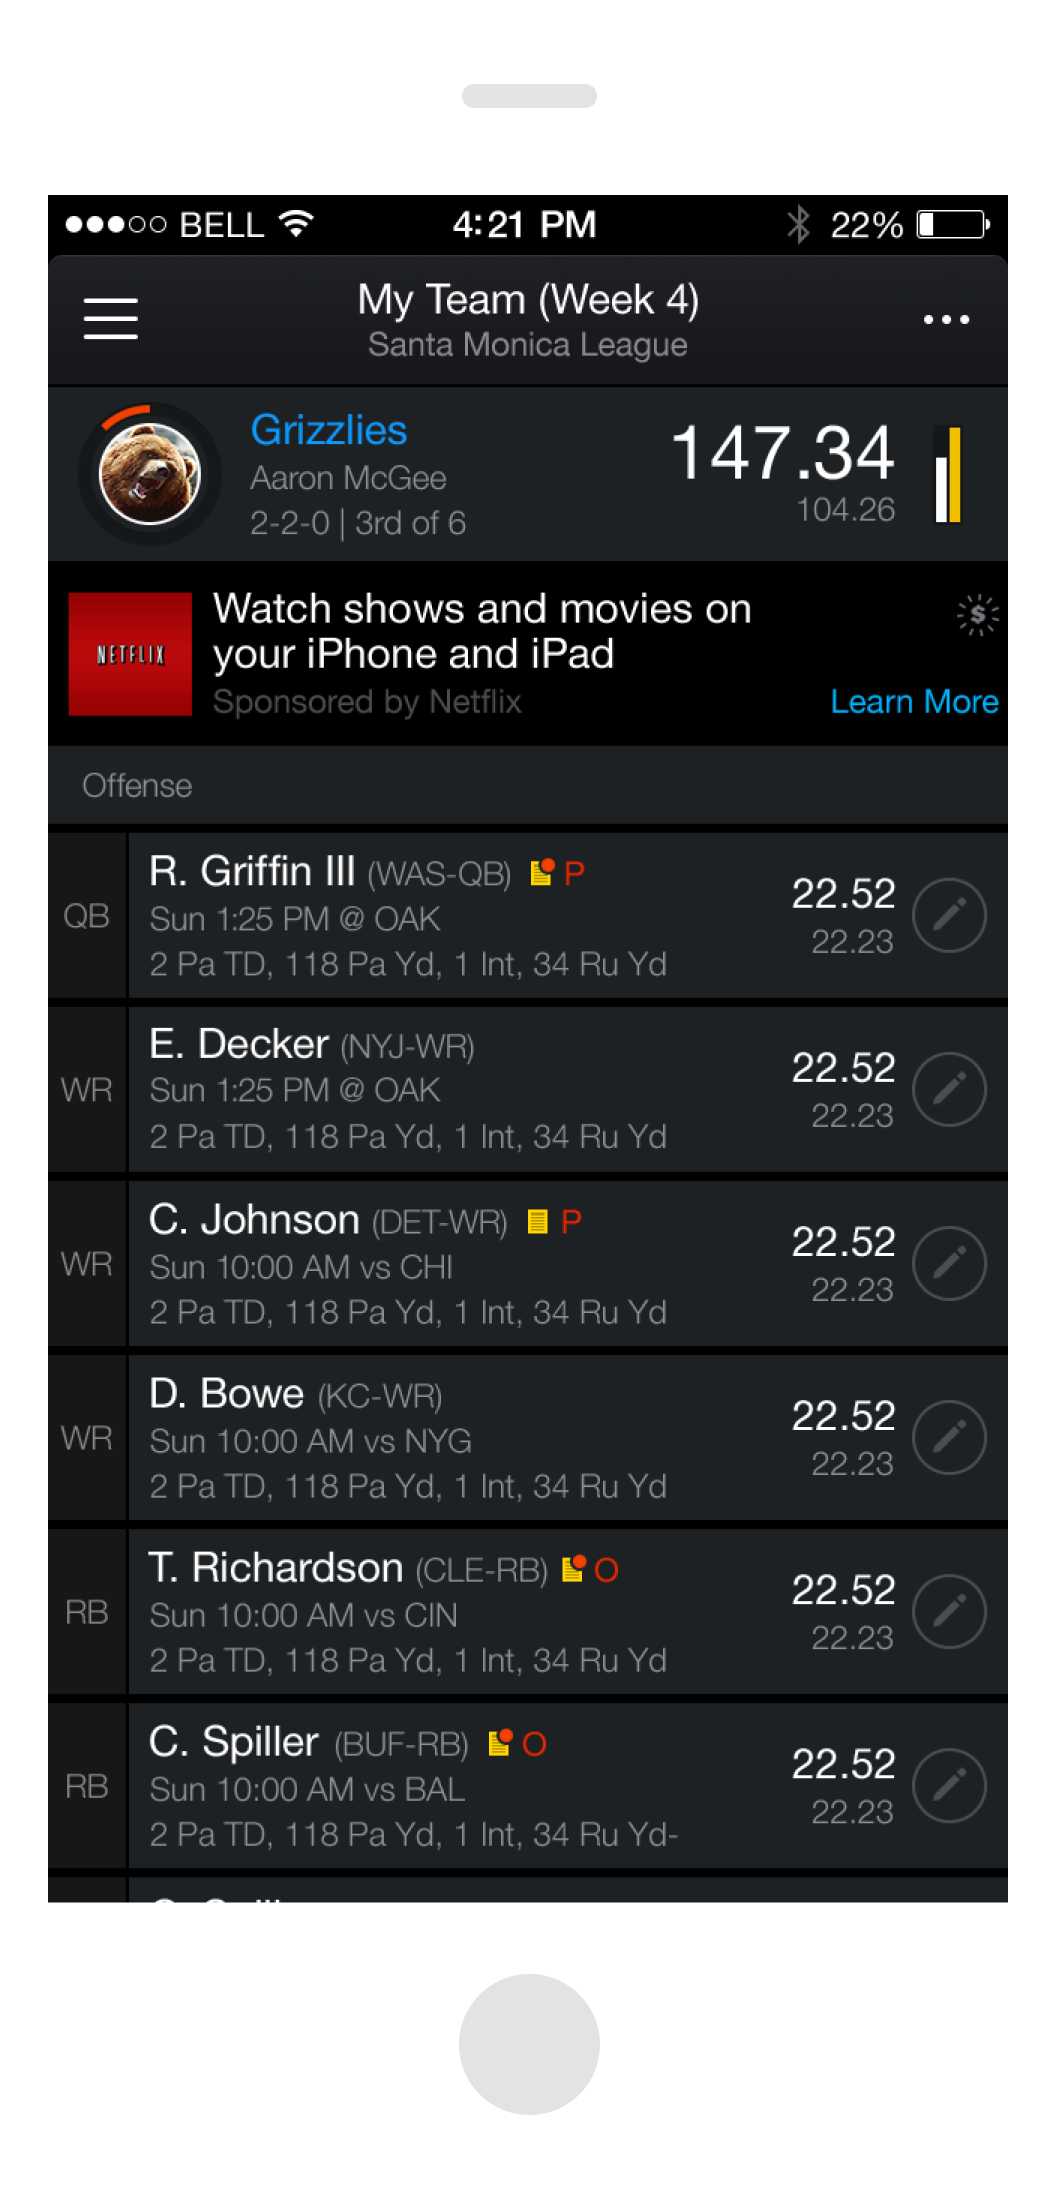 BELL 4:21 PM 22%
My Team (Week 4)
Santa Monica League
Grizzlies
Aaron McGee
2-2-0 | 3rd of 6
147.34
104.26
NETFLIX
Watch shows and movies on
your iPhone and iPad
Sponsored by Netflix
$
Learn More
Offense
QB
R. Griffin III (WAS-QB) P
Sun 1:25 PM @ OAK
2 Pa TD, 118 Pa Yd, 1 Int, 34 Ru Yd
22.52
22.23
WR
E. Decker (NYJ-WR)
Sun 1:25 PM @ OAK
2 Pa TD, 118 Pa Yd, 1 Int, 34 Ru Yd
22.52
22.23
WR
C. Johnson (DET-WR) P
Sun 10:00 AM vs CHI
2 Pa TD, 118 Pa Yd, 1 Int, 34 Ru Yd
22.52
22.23
WR
D. Bowe (KC-WR)
Sun 10:00 AM vs NYG
2 Pa TD, 118 Pa Yd, 1 Int, 34 Ru Yd
22.52
22.23
RB
T. Richardson (CLE-RB) O
Sun 10:00 AM vs CIN
2 Pa TD, 118 Pa Yd, 1 Int, 34 Ru Yd
22.52
22.23
RB
C. Spiller (BUF-RB) O
Sun 10:00 AM vs BAL
2 Pa TD, 118 Pa Yd, 1 Int, 34 Ru Yd-
22.52
22.23